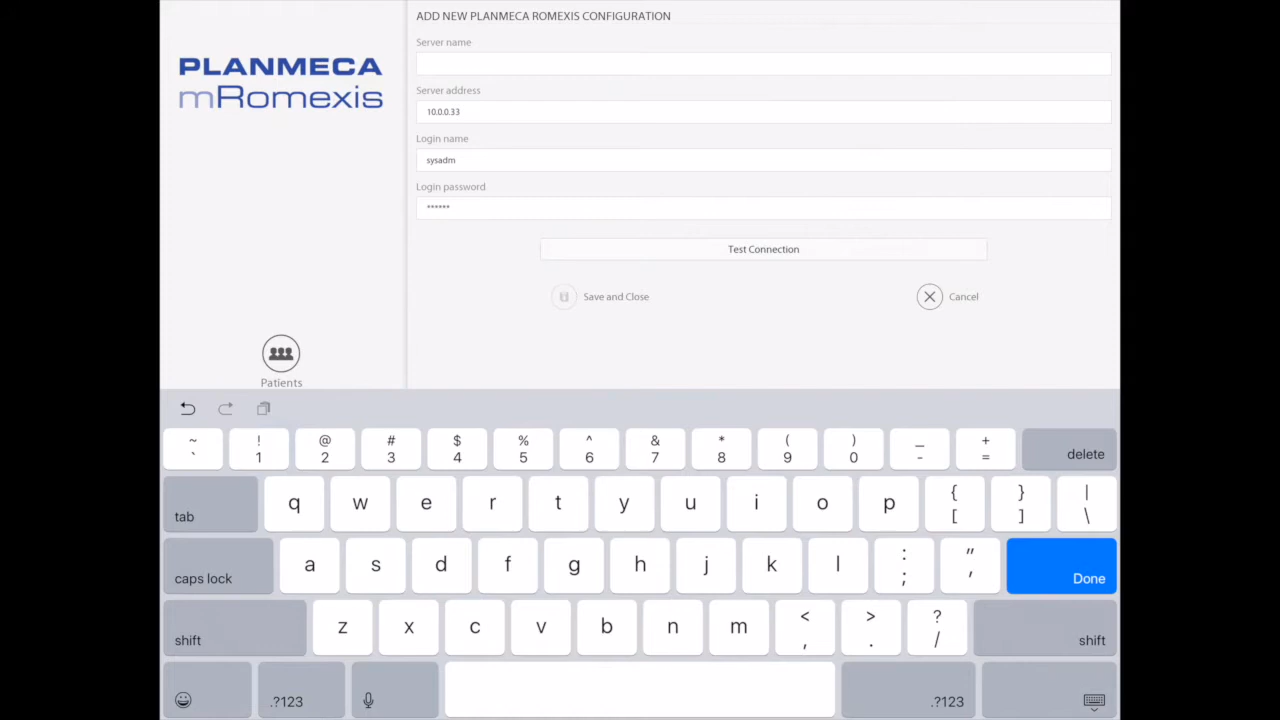 PLANMECA
mRomexis
ADD NEW PLANMECA ROMEXIS CONFIGURATION
Server name
Server address
10.0.0.33
Login name
sysadm
Login password
******
Test Connection
Save and Close
Cancel
Patients
~ ! @ # $ % ^ & * ( ) _ +
` 1 2 3 4 5 6 7 8 9 0 - = delete
tab q w e r t y u i o p { [ } ] | \
caps lock a s d f g h j k l : ; " ' Done
shift z x c v b n m < , > . ? / shift
.?123 .?123